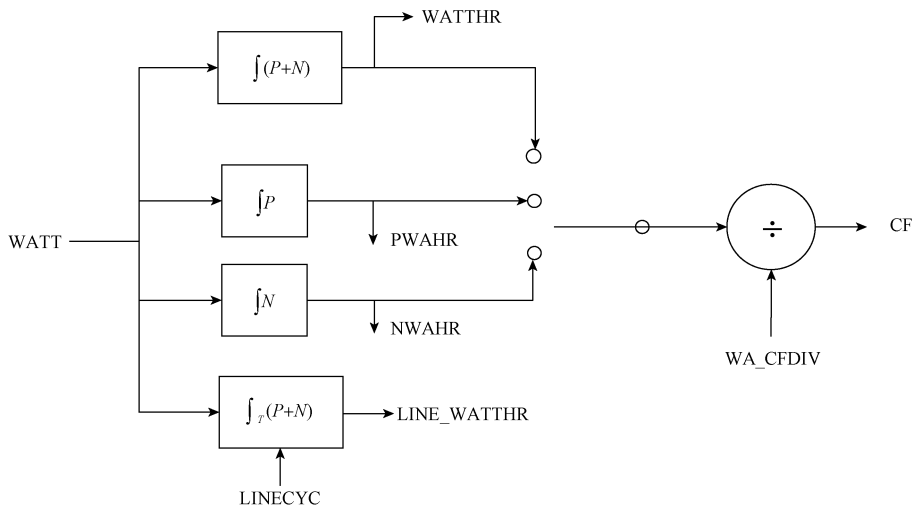 WATTHR
∫(P+N)
∫P
PWAHR
WATT
CF
÷
∫N
NWAHR
WA_CFDIV
∫T(P+N)
LINE_WATTHR
LINECYC